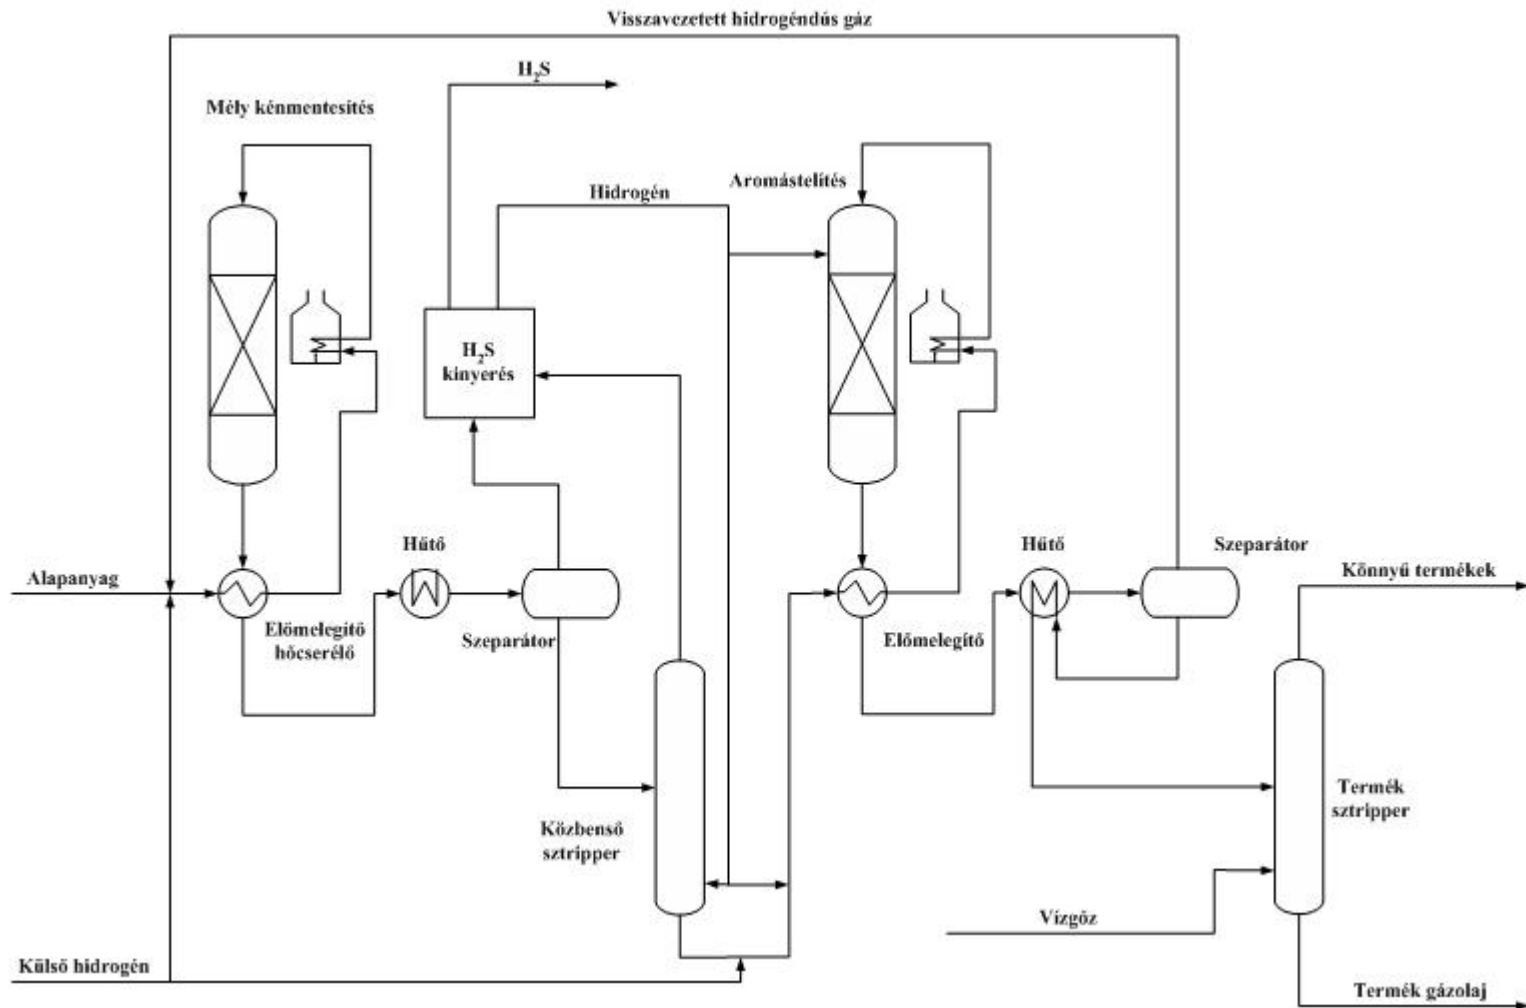 Visszavezetett hidrogéndús gáz
H₂S
Mély kénmentesítés
Aromástelítés
Hidrogén
H₂S
kinyerés
Hűtő
Hűtő
Szeparátor
Alapanyag
Könnyű termékek
Előmelegítő
hőcserélő
Szeparátor
Előmelegítő
Termék
sztripper
Közbenső
sztripper
Vízgőz
Külső hidrogén
Termék gázolaj